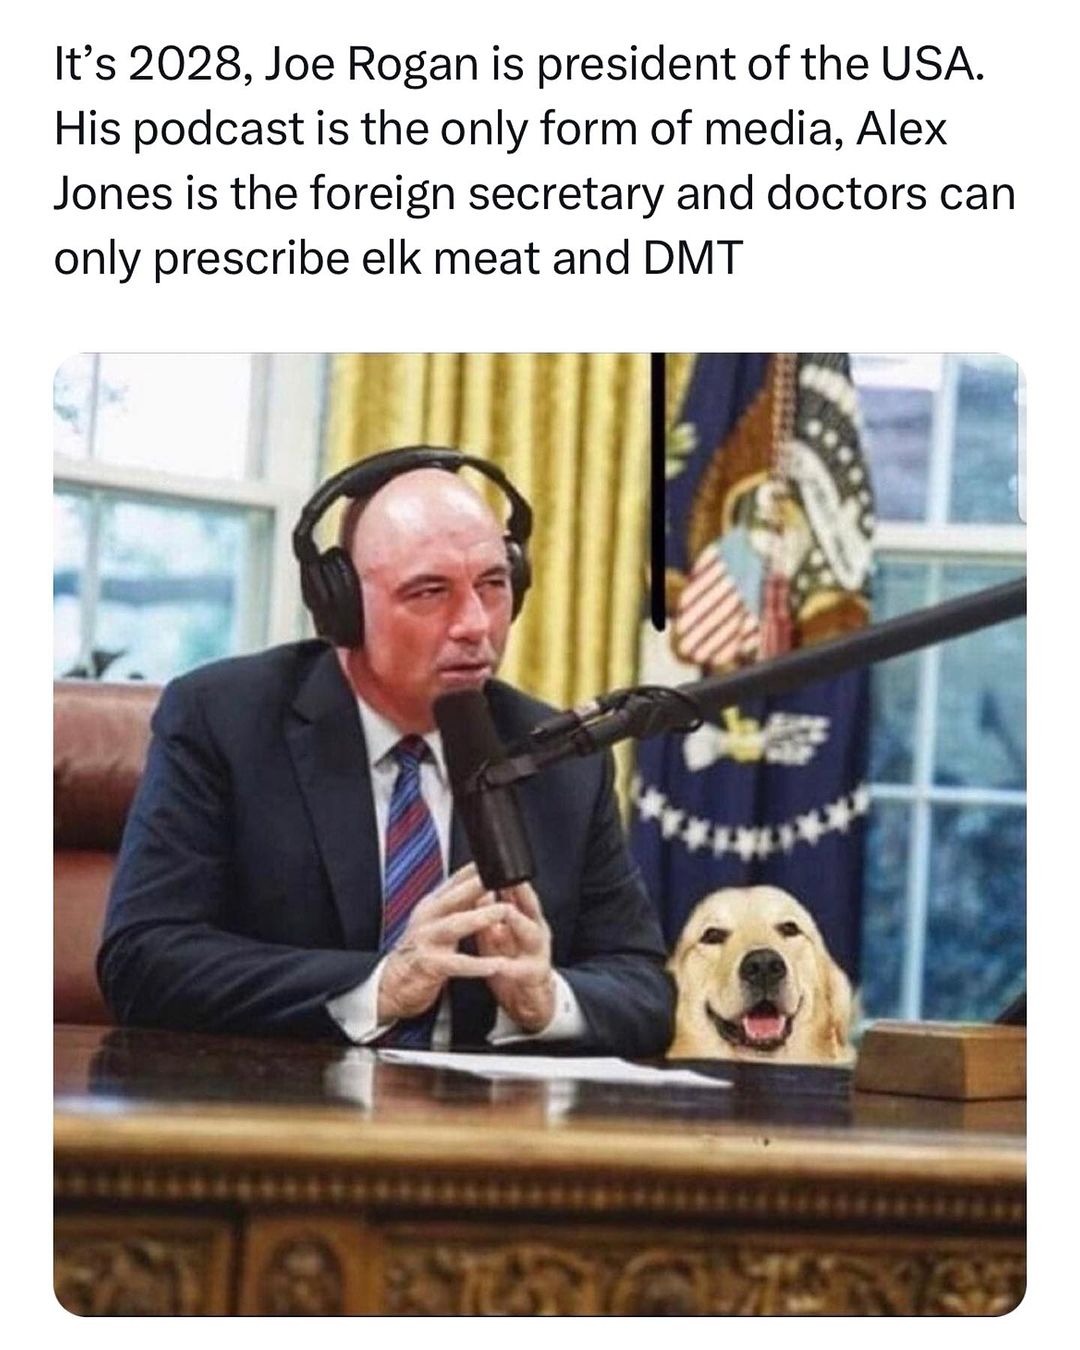 It’s 2028, Joe Rogan is president of the USA.
His podcast is the only form of media, Alex
Jones is the foreign secretary and doctors can
only prescribe elk meat and DMT